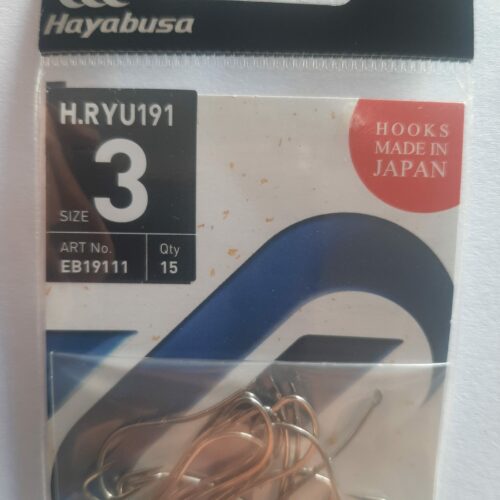 Hayabusa
H.RYU191
SIZE 3
ART No. Qty
EB19111 15
HOOKS
MADE IN
JAPAN